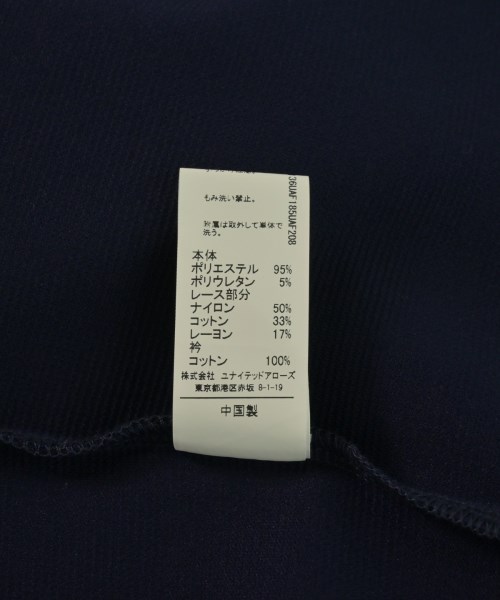 もみ洗い禁止。
附属は取外して単体で
洗う。
本体
ポリエステル 95%
ポリウレタン 5%
レース部分
ナイロン 50%
コットン 33%
レーヨン 17%
衿
コットン 100%
株式会社 ユナイテッドアローズ
東京都港区赤坂 8-1-19
中国製
36UAF185UAF208